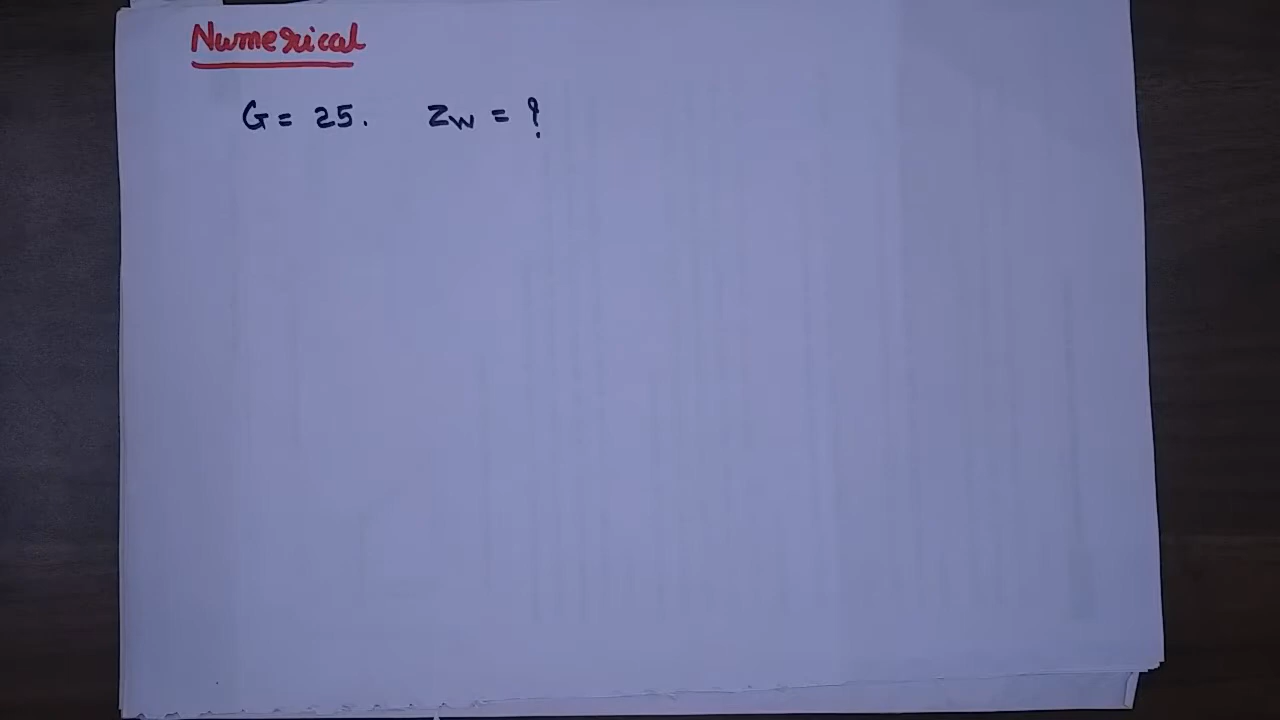 Numerical
G = 25. Zw = ?